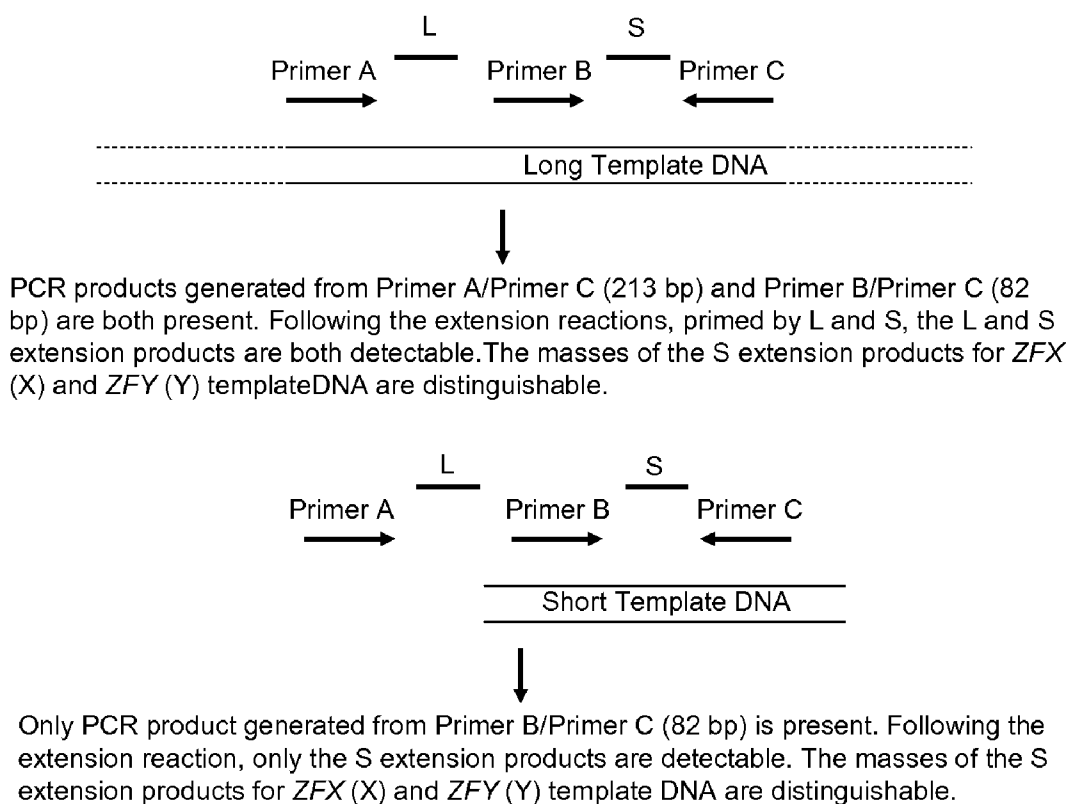 L S
Primer A Primer B Primer C
Long Template DNA
PCR products generated from Primer A/Primer C (213 bp) and Primer B/Primer C (82
bp) are both present. Following the extension reactions, primed by L and S, the L and S
extension products are both detectable.The masses of the S extension products for ZFX
(X) and ZFY (Y) templateDNA are distinguishable.
L S
Primer A Primer B Primer C
Short Template DNA
Only PCR product generated from Primer B/Primer C (82 bp) is present. Following the
extension reaction, only the S extension products are detectable. The masses of the S
extension products for ZFX (X) and ZFY (Y) template DNA are distinguishable.